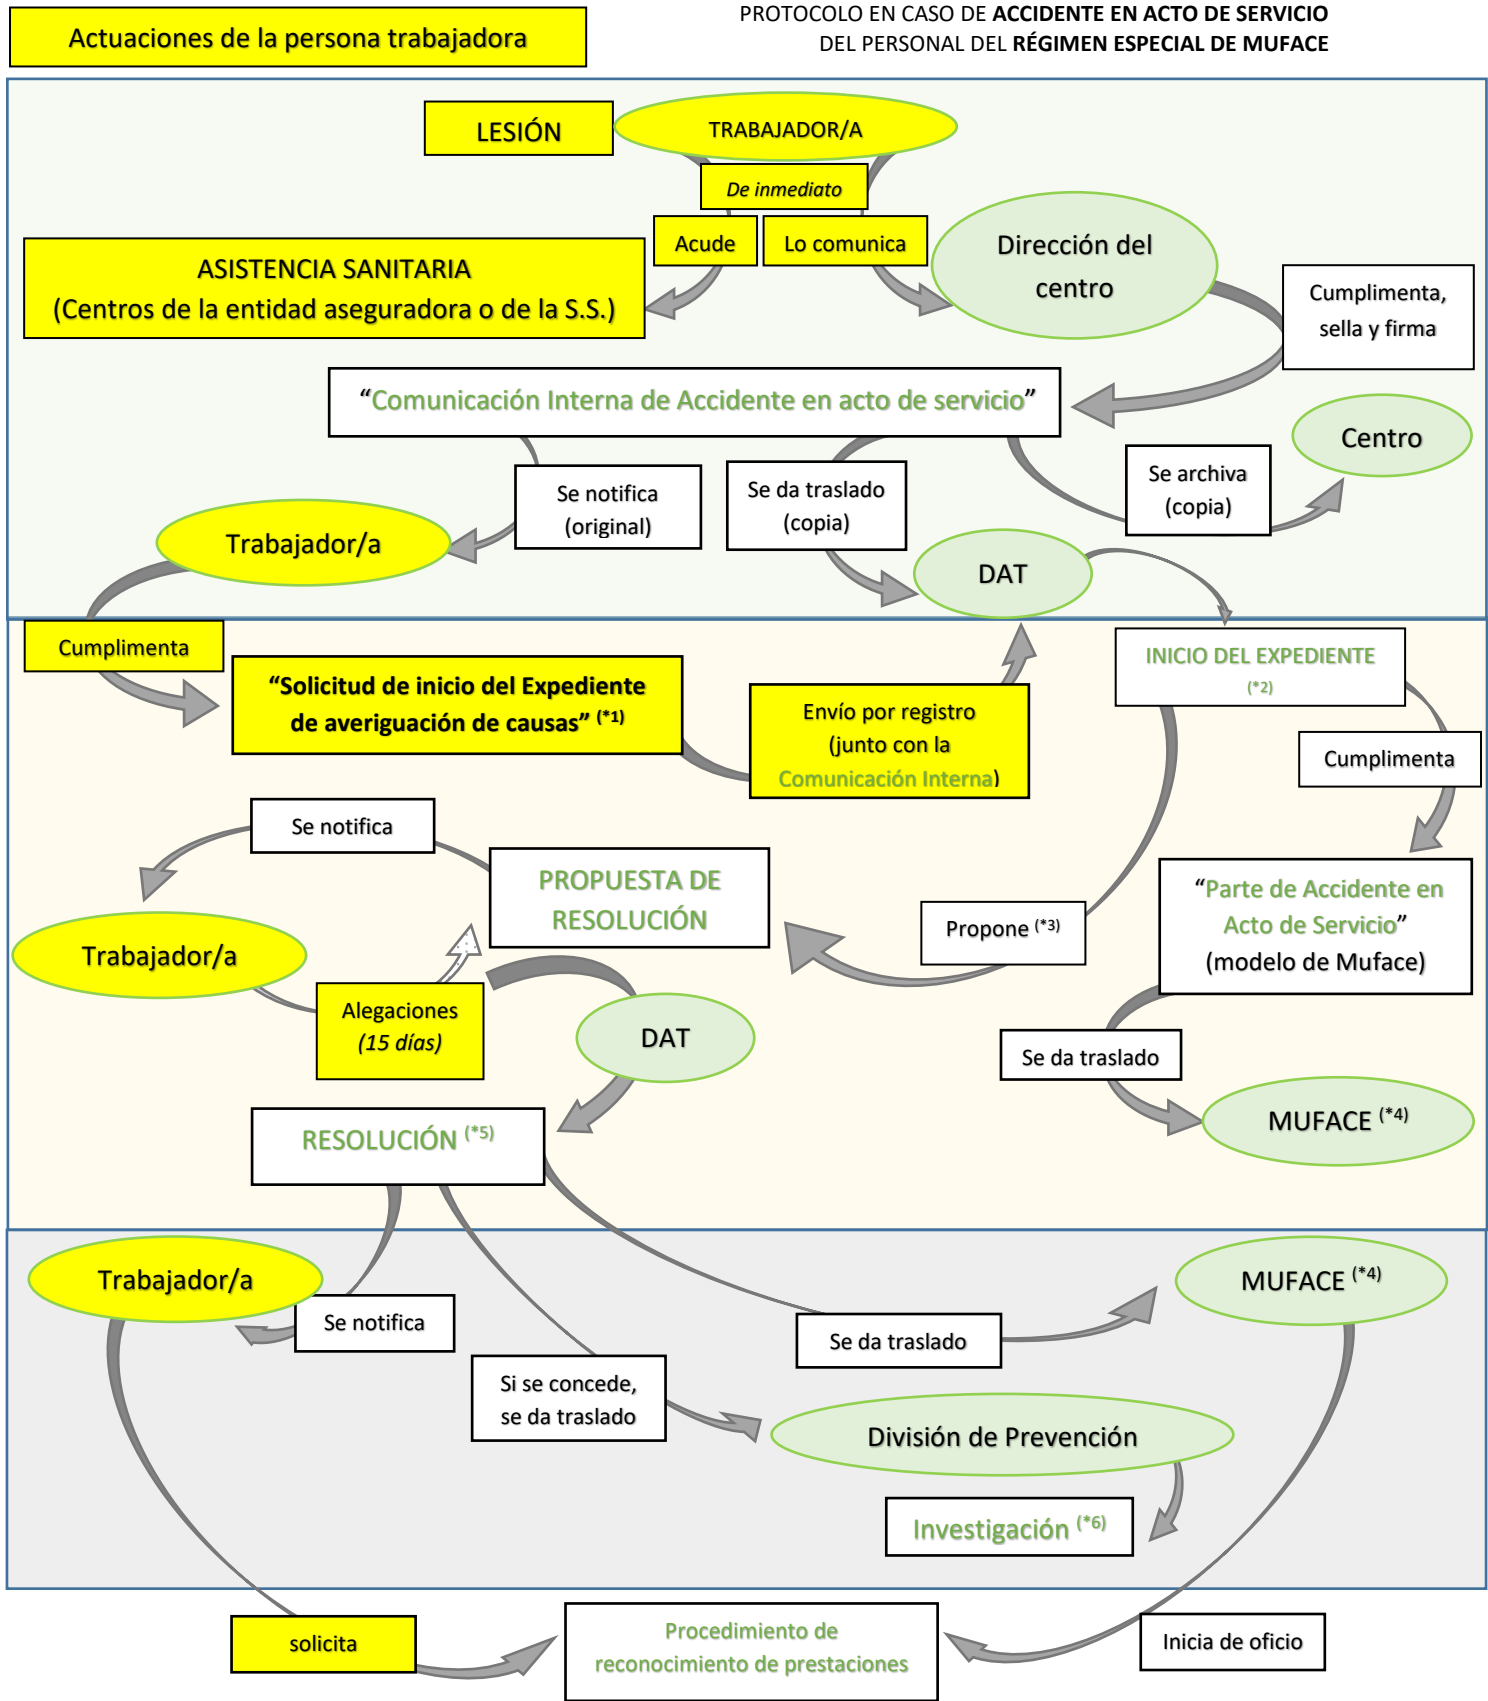 PROTOCOLO EN CASO DE ACCIDENTE EN ACTO DE SERVICIO
DEL PERSONAL DEL RÉGIMEN ESPECIAL DE MUFACE
Actuaciones de la persona trabajadora
LESIÓN
TRABAJADOR/A
De inmediato
Acude
Lo comunica
ASISTENCIA SANITARIA
(Centros de la entidad aseguradora o de la S.S.)
Dirección del
centro
Cumplimenta,
sella y firma
“Comunicación Interna de Accidente en acto de servicio”
Centro
Se notifica
(original)
Se da traslado
(copia)
Se archiva
(copia)
Trabajador/a
DAT
Cumplimenta
“Solicitud de inicio del Expediente
de averiguación de causas” (*1)
Envío por registro
(junto con la
Comunicación Interna)
INICIO DEL EXPEDIENTE
(*2)
Cumplimenta
Se notifica
PROPUESTA DE
RESOLUCIÓN
Propone (*3)
“Parte de Accidente en
Acto de Servicio”
(modelo de Muface)
Trabajador/a
Alegaciones
(15 días)
DAT
Se da traslado
MUFACE (*4)
RESOLUCIÓN (*5)
Trabajador/a
Se notifica
MUFACE (*4)
Se da traslado
Si se concede,
se da traslado
División de Prevención
Investigación (*6)
solicita
Procedimiento de
reconocimiento de prestaciones
Inicia de oficio